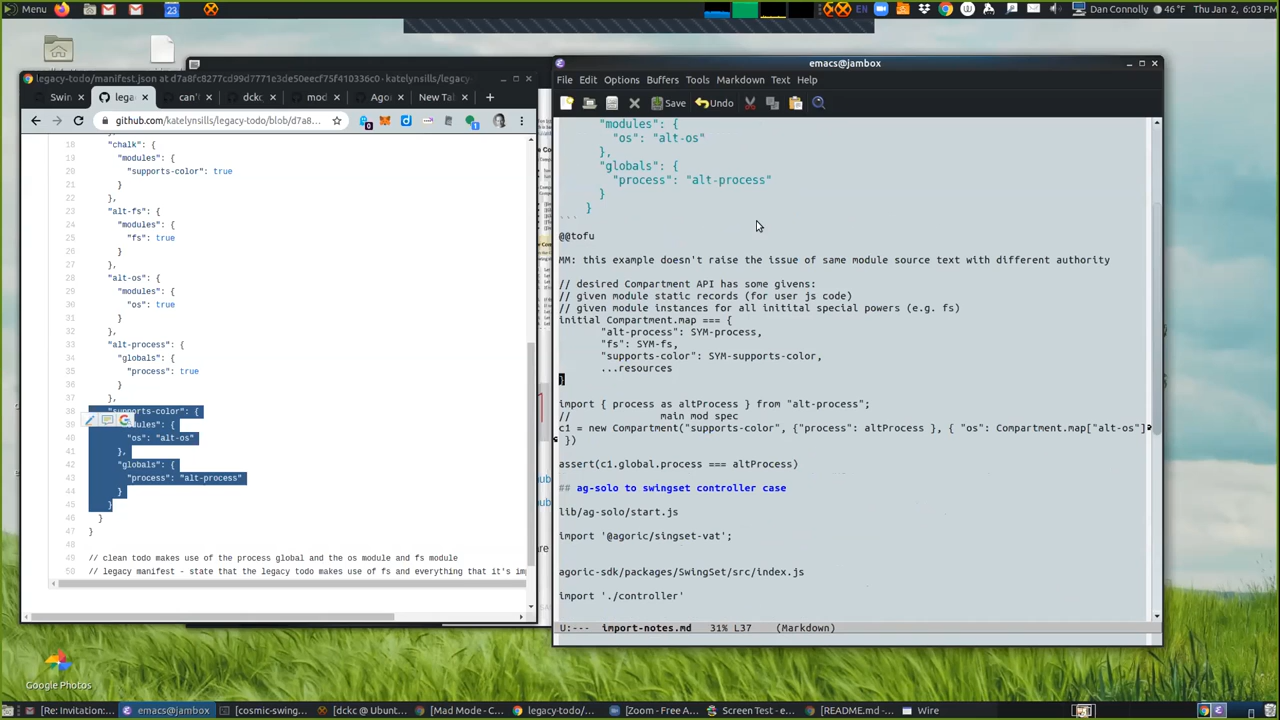 Menu
23
EN
Dan Connolly
46 °F
Thu Jan 2, 6:03 PM
legacy-todo/manifest.json at d7a8fc8277cd99d7771e3de50eecf75f410336c0 · katelynsills/legacy-
Swin
lega
can't
dckc
mod
Ago
New Tal
github.com/katelynsills/legacy-todo/blob/d7a8...
18 "chalk": {
19 "modules": {
20 "supports-color": true
21 }
22 },
23 "alt-fs": {
24 "modules": {
25 "fs": true
26 }
27 },
28 "alt-os": {
29 "modules": {
30 "os": true
31 }
32 },
33 "alt-process": {
34 "globals": {
35 "process": true
36 }
37 },
38 "supports-color": {
39 dules": {
40 "os": "alt-os"
41 },
42 "globals": {
43 "process": "alt-process"
44 }
45 }
46 }
47 }
48
49 // clean todo makes use of the process global and the os module and fs module
50 // legacy manifest - state that the legacy todo makes use of fs and everything that it's im
emacs@jambox
File Edit Options Buffers Tools Markdown Text Help
Save Undo
"modules": {
"os": "alt-os"
},
"globals": {
"process": "alt-process"
}
}
```
@@tofu
MM: this example doesn't raise the issue of same module source text with different authority
// desired Compartment API has some givens:
// given module static records (for user js code)
// given module instances for all initital special powers (e.g. fs)
initial Compartment.map === {
"alt-process": SYM-process,
"fs": SYM-fs,
"supports-color": SYM-supports-color,
...resources
}
import { process as altProcess } from "alt-process";
// main mod spec
c1 = new Compartment("supports-color", {"process": altProcess }, { "os": Compartment.map["alt-os"]
})
assert(c1.global.process === altProcess)
## ag-solo to swingset controller case
lib/ag-solo/start.js
import '@agoric/singset-vat';
agoric-sdk/packages/SwingSet/src/index.js
import './controller'
U:--- import-notes.md 31% L37 (Markdown)
Google Photos
[Re: Invitation:...
emacs@jambox
[cosmic-swing...
[dckc @ Ubunt...
[Mad Mode - C...
legacy-todo/m...
[Zoom - Free A...
Screen Test - e...
[README.md -...
Wire